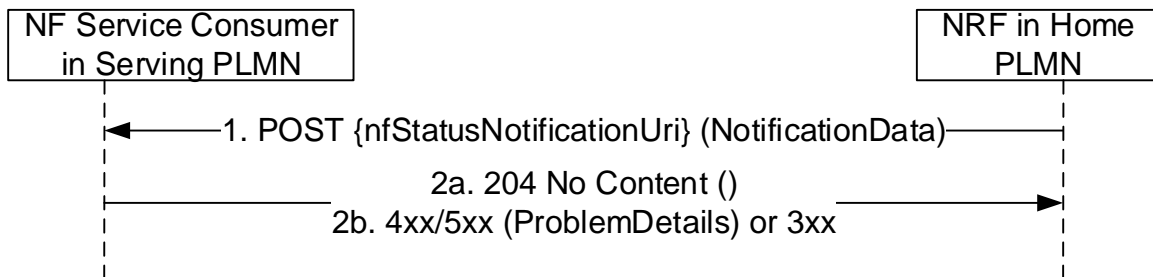 NF Service Consumer
in Serving PLMN
NRF in Home
PLMN
1. POST {nfStatusNotificationUri} (NotificationData)
2a. 204 No Content ()
2b. 4xx/5xx (ProblemDetails) or 3xx